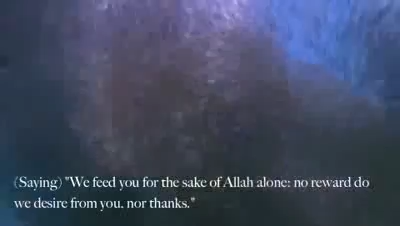 (Saying) "We feed you for the sake of Allah alone: no reward do
we desire from you, nor thanks."